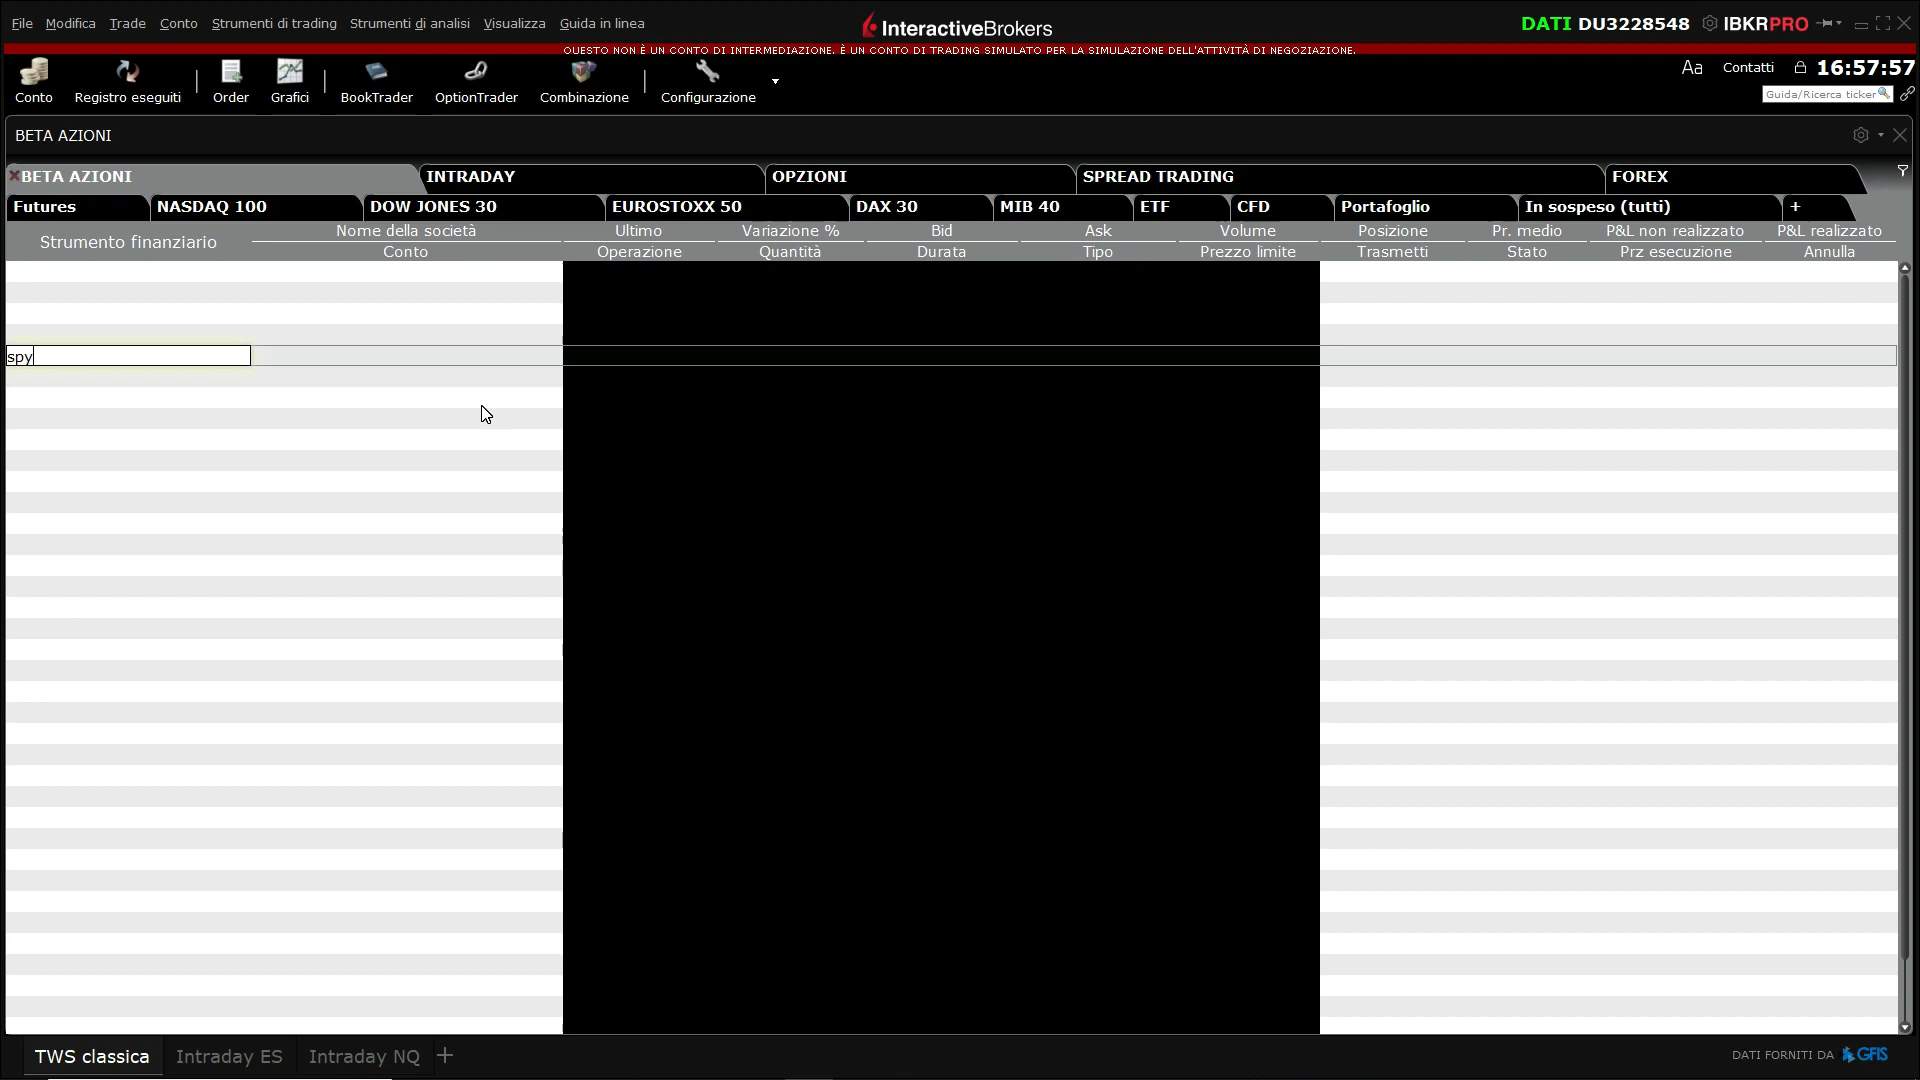 File Modifica Trade Conto Strumenti di trading Strumenti di analisi Visualizza Guida in linea
InteractiveBrokers
DATI DU3228548 IBKRPRO
QUESTO NON È UN CONTO DI INTERMEDIAZIONE. È UN CONTO DI TRADING SIMULATO PER LA SIMULAZIONE DELL'ATTIVITÀ DI NEGOZIAZIONE.
Aa Contatti 16:57:57
Conto Registro eseguiti Order Grafici BookTrader OptionTrader Combinazione Configurazione
Guida/Ricerca ticker
BETA AZIONI
BETA AZIONI INTRADAY OPZIONI SPREAD TRADING FOREX
Futures NASDAQ 100 DOW JONES 30 EUROSTOXX 50 DAX 30 MIB 40 ETF CFD Portafoglio In sospeso (tutti) +
Strumento finanziario
Nome della società Ultimo Variazione % Bid Ask Volume Posizione Pr. medio P&L non realizzato P&L realizzato
Conto Operazione Quantità Durata Tipo Prezzo limite Trasmetti Stato Prz esecuzione Annulla
spy
TWS classica Intraday ES Intraday NQ +
DATI FORNITI DA GFIS